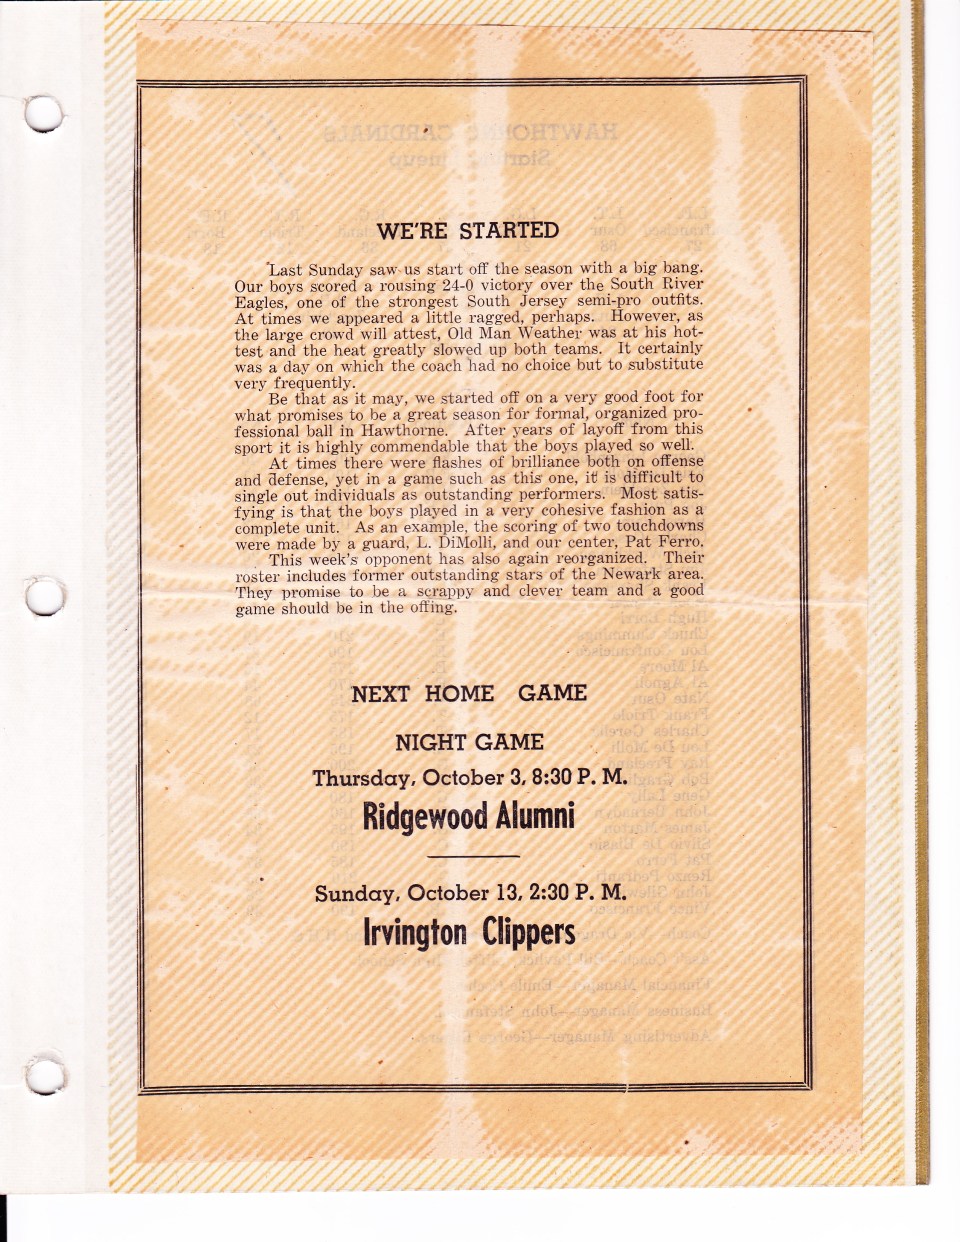 WE'RE STARTED
Last Sunday saw us start off the season with a big bang.
Our boys scored a rousing 24-0 victory over the South River
Eagles, one of the strongest South Jersey semi-pro outfits.
At times we appeared a little ragged, perhaps. However, as
the large crowd will attest, Old Man Weather was at his hot-
test and the heat greatly slowed up both teams. It certainly
was a day on which the coach had no choice but to substitute
very frequently.
Be that as it may, we started off on a very good foot for
what promises to be a great season for formal, organized pro-
fessional ball in Hawthorne. After years of layoff from this
sport it is highly commendable that the boys played so well.
At times there were flashes of brilliance both on offense
and defense, yet in a game such as this one, it is difficult to
single out individuals as outstanding performers. Most satis-
fying is that the boys played in a very cohesive fashion as a
complete unit. As an example, the scoring of two touchdowns
were made by a guard, L. DiMolli, and our center, Pat Ferro.
This week's opponent has also again reorganized. Their
roster includes former outstanding stars of the Newark area.
They promise to be a scrappy and clever team and a good
game should be in the offing.
NEXT HOME GAME
NIGHT GAME
Thursday, October 3, 8:30 P. M.
Ridgewood Alumni
Sunday, October 13, 2:30 P. M.
Irvington Clippers